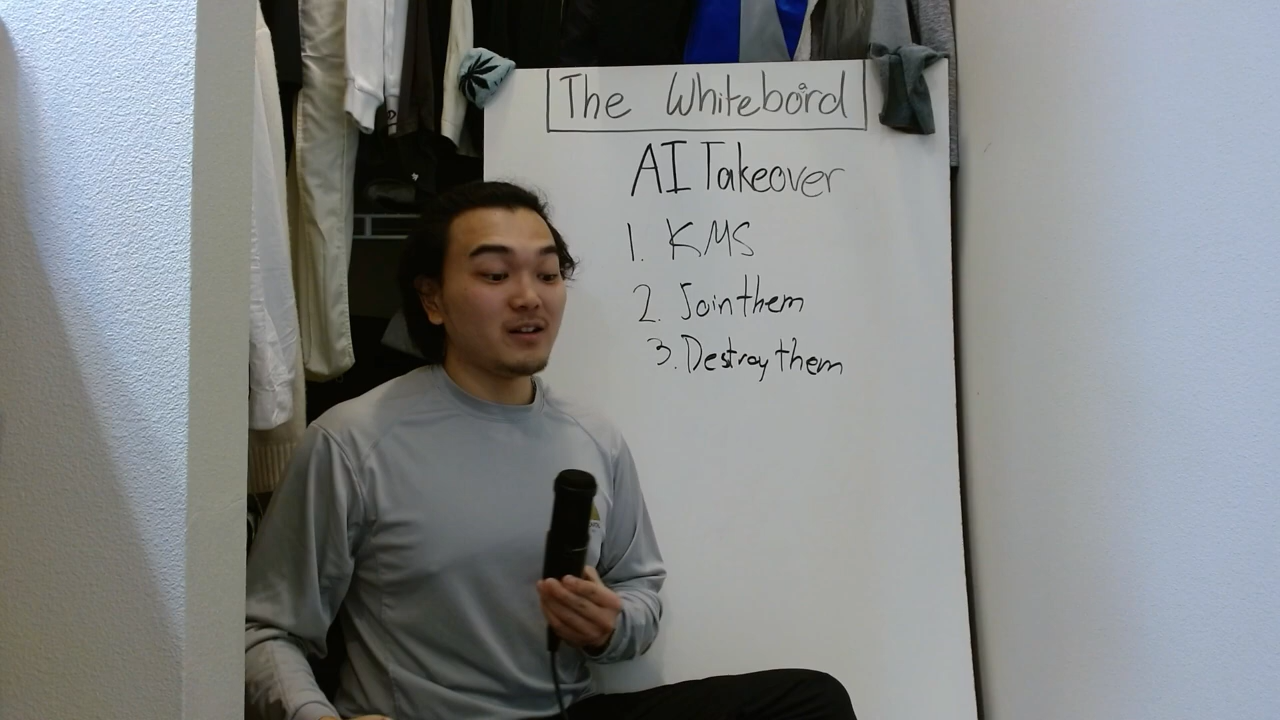 The Whitebord
AI Takeover
1. KMS
2. Join them
3. Destroy them